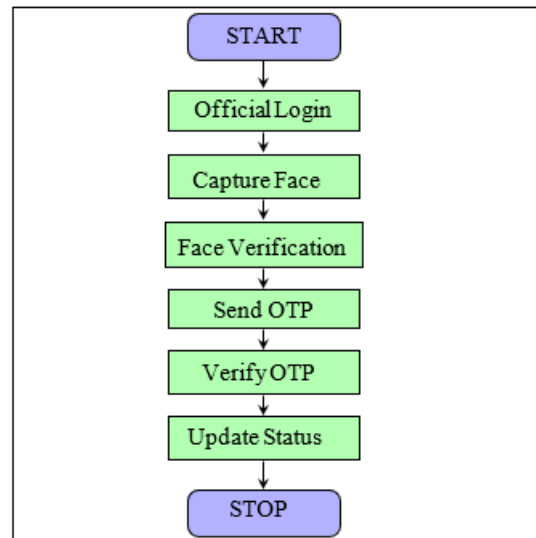 START
Official Login
Capture Face
Face Verification
Send OTP
Verify OTP
Update Status
STOP